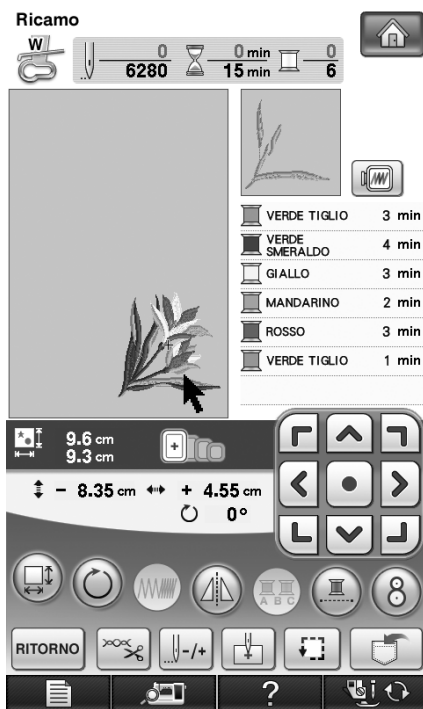 Ricamo
W
0 0 min 0
6280 15 min 6
VERDE TIGLIO 3 min
VERDE
SMERALDO 4 min
GIALLO 3 min
MANDARINO 2 min
ROSSO 3 min
VERDE TIGLIO 1 min
9.6 cm
9.3 cm
- 8.35 cm + 4.55 cm
0°
A B C
8
RITORNO
-/+
?